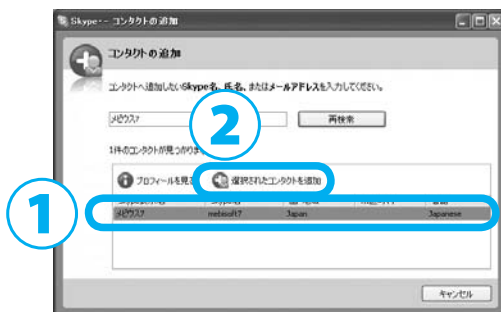 Skype™ - コンタクトの追加
コンタクトの追加
コンタクトへ追加したいSkype名、氏名、またはメールアドレスを入力してください。
メビウス7 再検索
1件のコンタクトが見つかりま
プロフィールを見 選択されたコンタクトを追加
メビウス7 mebisoft7 Japan Japanese
キャンセル
1
2